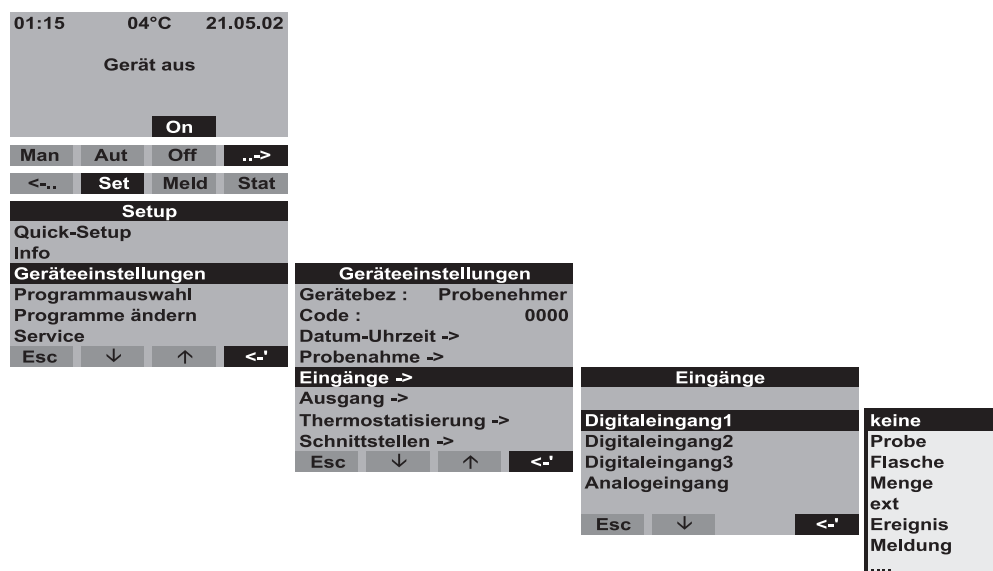 01:15 04°C 21.05.02
Gerät aus
On
Man Aut Off ..->
<-.. Set Meld Stat
Setup
Quick-Setup
Info
Geräteeinstellungen
Programmauswahl
Programme ändern
Service
Esc ↓ ↑ <-'
Geräteeinstellungen
Gerätebez : Probenehmer
Code : 0000
Datum-Uhrzeit ->
Probenahme ->
Eingänge ->
Ausgang ->
Thermostatisierung ->
Schnittstellen ->
Esc ↓ ↑ <-'
Eingänge
Digitaleingang1
Digitaleingang2
Digitaleingang3
Analogeingang
Esc ↓ <-'
keine
Probe
Flasche
Menge
ext
Ereignis
Meldung
....